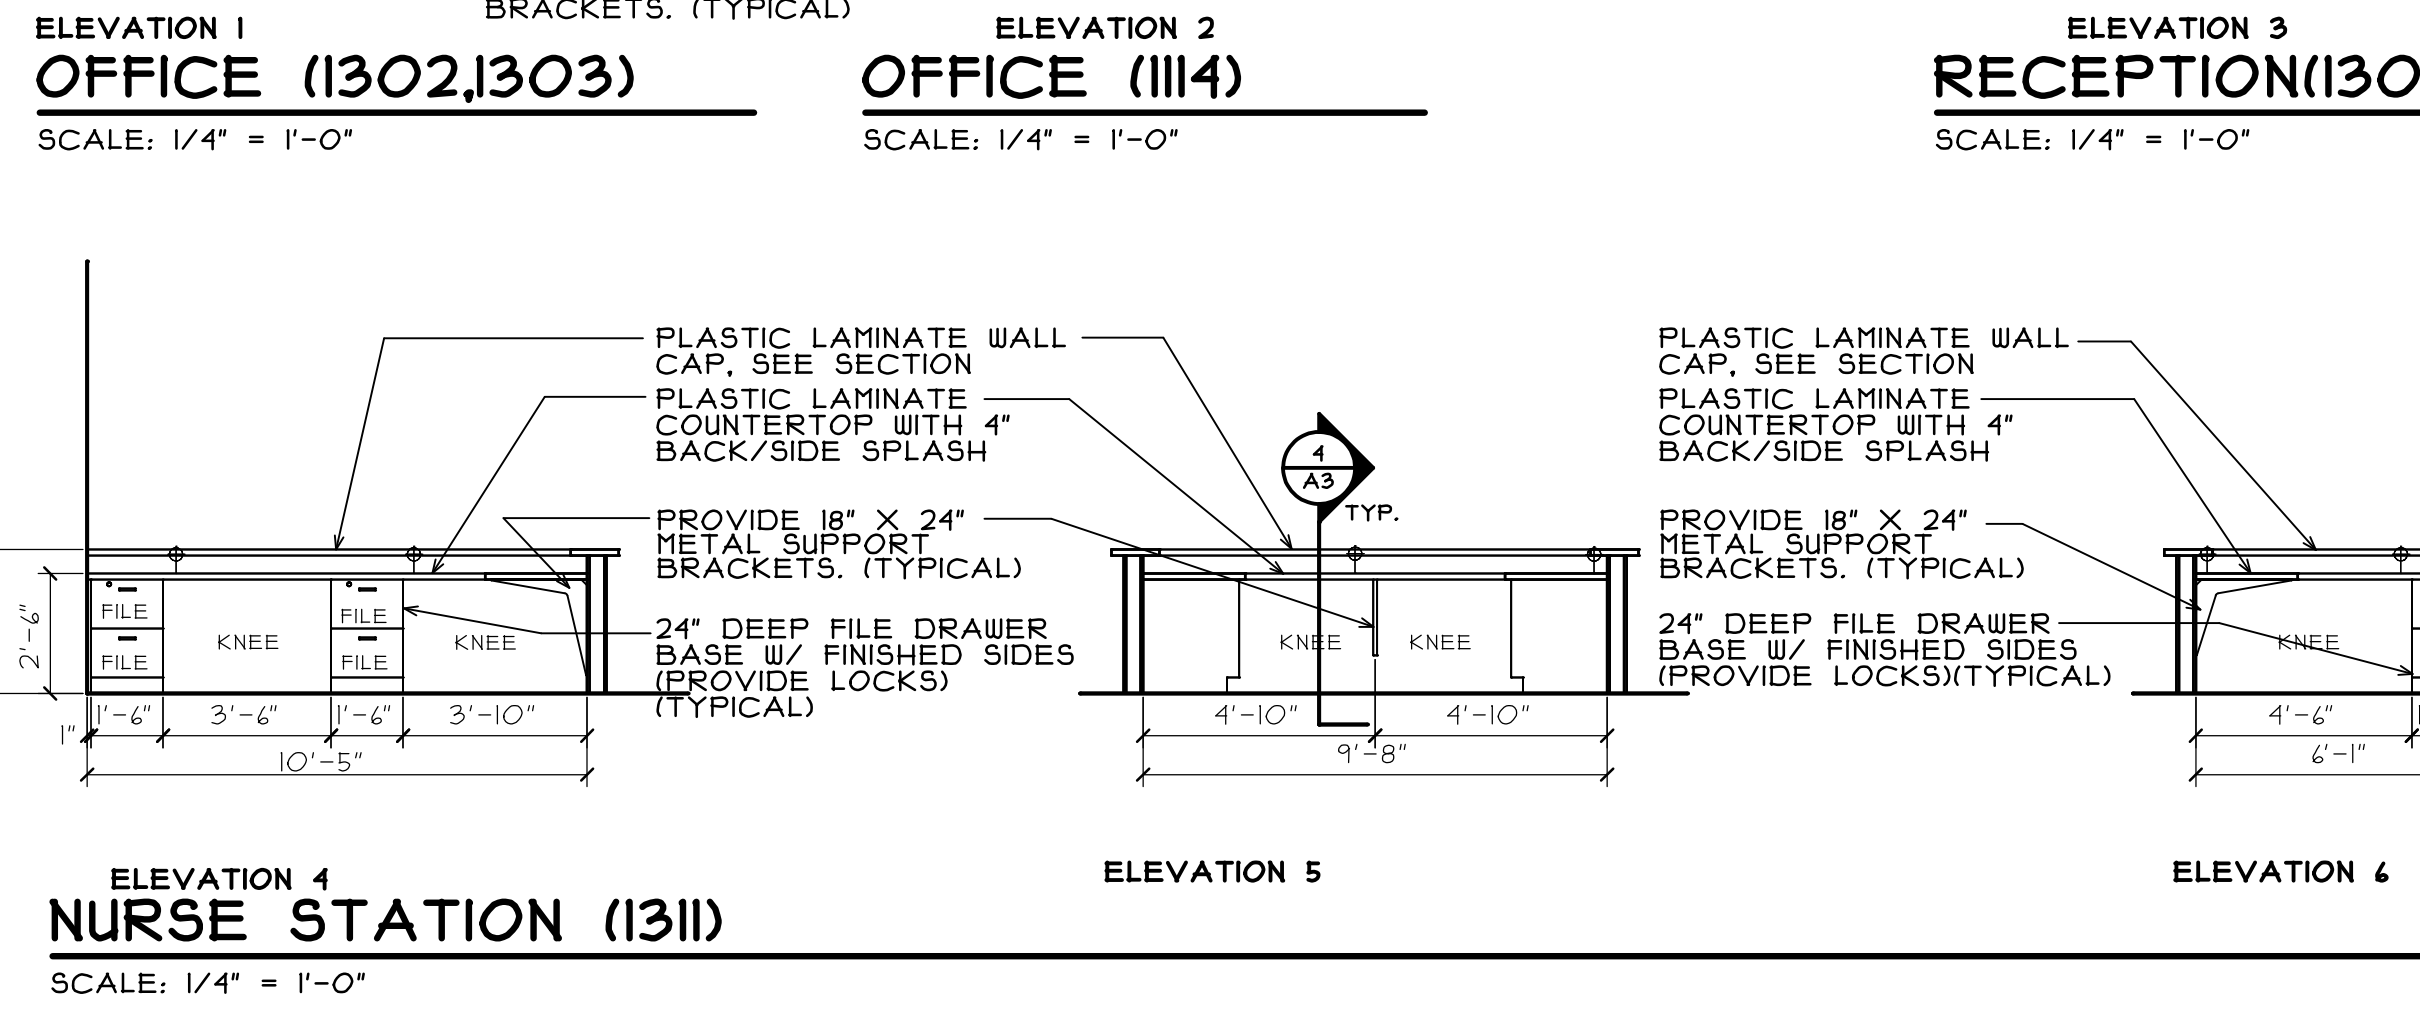 BRACKETS. (TYPICAL)
ELEVATION 1
OFFICE (1302,1303)
SCALE: 1/4" = 1'-0"
ELEVATION 2
OFFICE (1114)
SCALE: 1/4" = 1'-0"
ELEVATION 3
RECEPTION(130
SCALE: 1/4" = 1'-0"
PLASTIC LAMINATE WALL
CAP, SEE SECTION
PLASTIC LAMINATE
COUNTERTOP WITH 4"
BACK/SIDE SPLASH
PROVIDE 18" X 24"
METAL SUPPORT
BRACKETS. (TYPICAL)
24" DEEP FILE DRAWER
BASE W/ FINISHED SIDES
(PROVIDE LOCKS)
(TYPICAL)
2'-6"
FILE
FILE
KNEE
FILE
FILE
KNEE
1"
1'-6"
3'-6"
1'-6"
3'-10"
10'-5"
4
A3
TYP.
KNEE
KNEE
4'-10"
4'-10"
9'-8"
PLASTIC LAMINATE WALL
CAP, SEE SECTION
PLASTIC LAMINATE
COUNTERTOP WITH 4"
BACK/SIDE SPLASH
PROVIDE 18" X 24"
METAL SUPPORT
BRACKETS. (TYPICAL)
24" DEEP FILE DRAWER
BASE W/ FINISHED SIDES
(PROVIDE LOCKS)(TYPICAL)
KNEE
4'-6"
6'-1"
ELEVATION 4
NURSE STATION (1311)
SCALE: 1/4" = 1'-0"
ELEVATION 5
ELEVATION 6